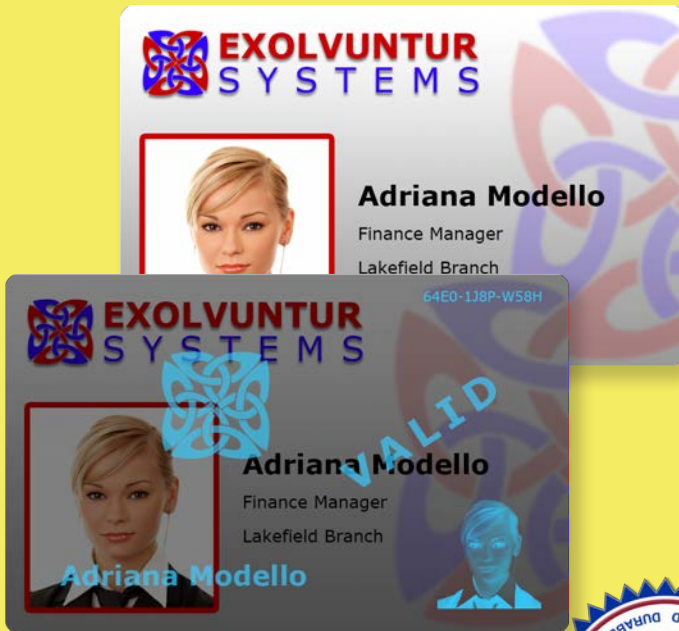 EXOLVUNTUR
SYSTEMS
Adriana Modello
Finance Manager
Lakefield Branch
64E0-1J8P-W58H
EXOLVUNTUR
SYSTEMS
VALID
Adriana Modello
Finance Manager
Lakefield Branch
Adriana Modello